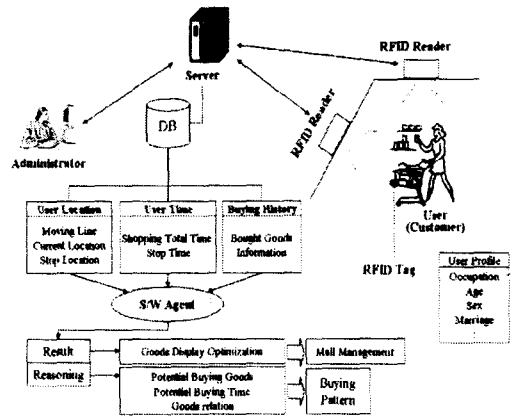 RFID Reader
Server
RFID Reader
DB
Administrator
User
(Customer)
RFID Tag
User Location
Moving Line
Current Location
Stop Location
User Time
Shopping Total Time
Stop Time
Buying History
Bought Goods
Information
User Profile
Occupation
Age
Sex
Marriage
S/W Agent
Result
Reasoning
Goods Display Optimization
Mall Management
Potential Buying Goods
Potential Buying Time
Goods relation
Buying
Pattern